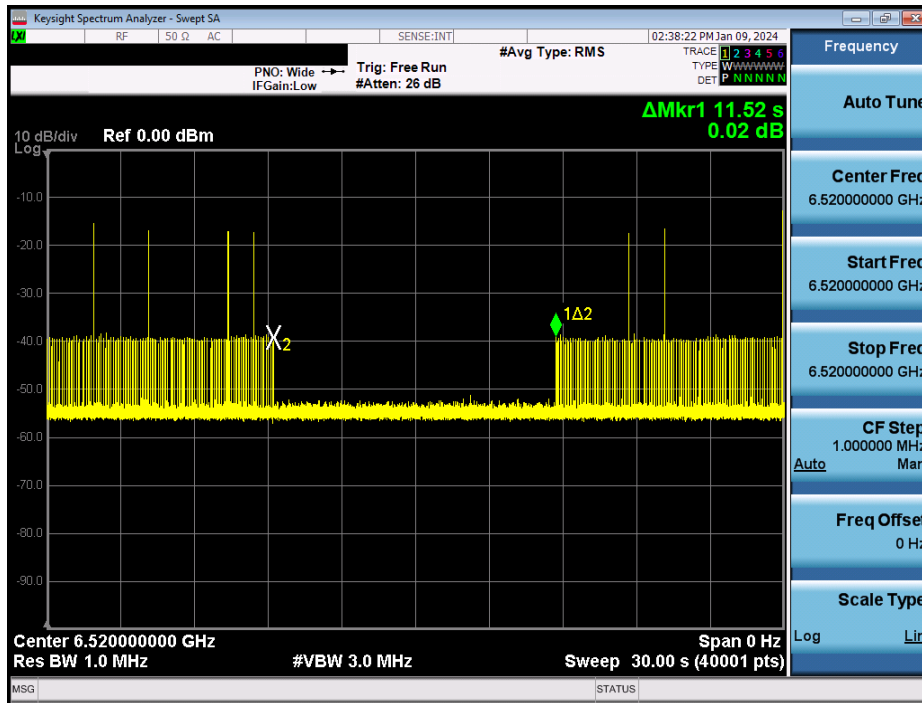 Keysight Spectrum Analyzer - Swept SA
LXI RF 50 Ω AC SENSE:INT 02:38:22 PM Jan 09, 2024
PNO: Wide
IFGain:Low
Trig: Free Run
#Atten: 26 dB
#Avg Type: RMS
TRACE 1 2 3 4 5 6
TYPE WWWWWW
DET P N N N N N
ΔMkr1 11.52 s
0.02 dB
10 dB/div Ref 0.00 dBm
Log
-10.0
-20.0
-30.0
-40.0
-50.0
-60.0
-70.0
-80.0
-90.0
1Δ2
2
Center 6.520000000 GHz Span 0 Hz
Res BW 1.0 MHz #VBW 3.0 MHz Sweep 30.00 s (40001 pts)
MSG STATUS
Frequency
Auto Tune
Center Freq
6.520000000 GHz
Start Freq
6.520000000 GHz
Stop Freq
6.520000000 GHz
CF Step
1.000000 MHz
Auto Man
Freq Offset
0 Hz
Scale Type
Log Lin